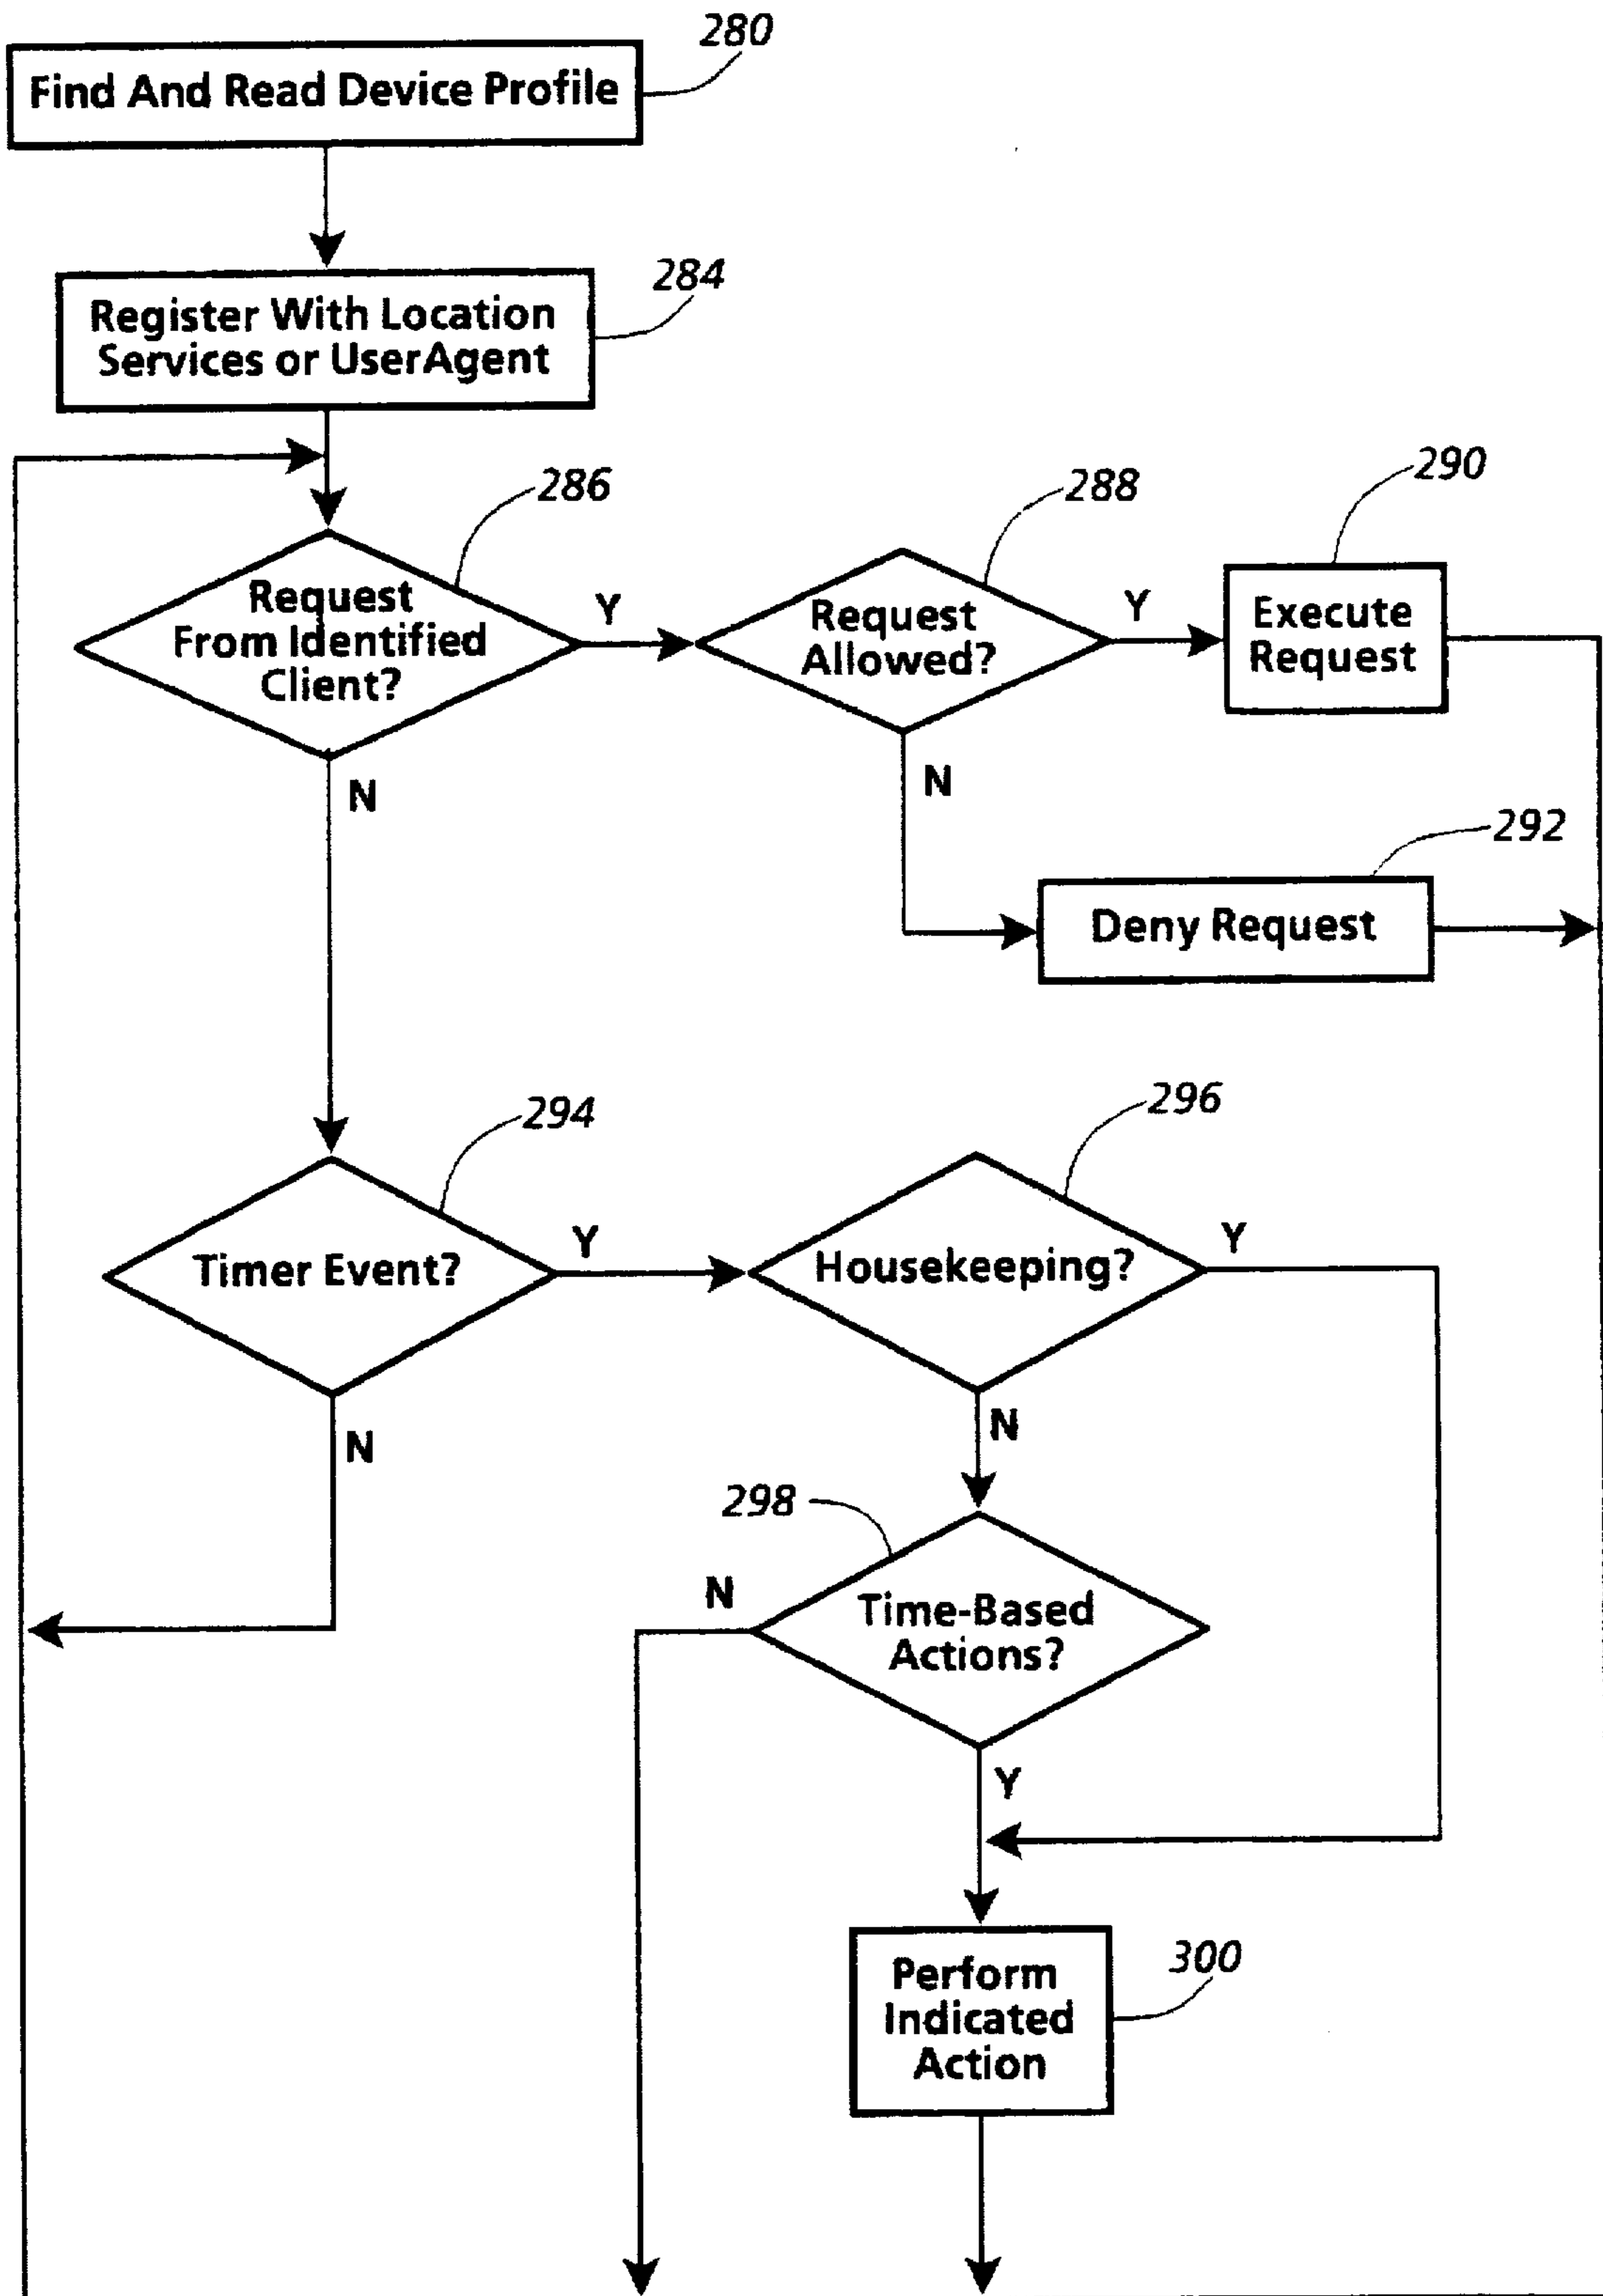 280
Find And Read Device Profile
284
Register With Location
Services or UserAgent
286
288
290
Request
From Identified
Client?
Y
Request
Allowed?
Y
Execute
Request
N
N
292
Deny Request
294
296
Timer Event?
Y
Housekeeping?
Y
N
N
298
N
Time-Based
Actions?
Y
300
Perform
Indicated
Action